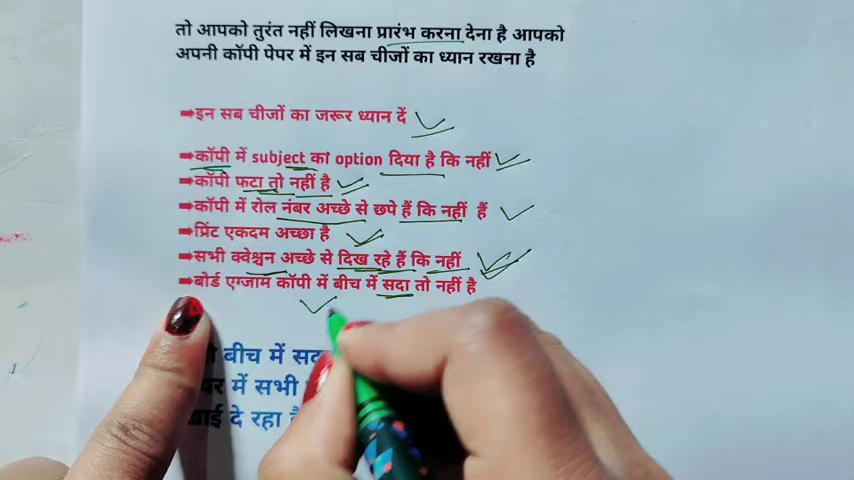 तो आपको तुरंत नहीं लिखना प्रारंभ करना देना है आपको
अपनी कॉपी पेपर में इन सब चीजों का ध्यान रखना है
➡इन सब चीजों का जरूर ध्यान दें
➡कॉपी में subject का option दिया है कि नहीं
➡कॉपी फटा तो नहीं है
➡कॉपी में रोल नंबर अच्छे से छपे हैं कि नहीं हैं
➡प्रिंट एकदम अच्छा है
➡सभी क्वेश्चन अच्छे से दिख रहे हैं कि नहीं
➡बोर्ड एग्जाम कॉपी में बीच में सदा तो नहीं है
बीच में
में सभी
दे रहा